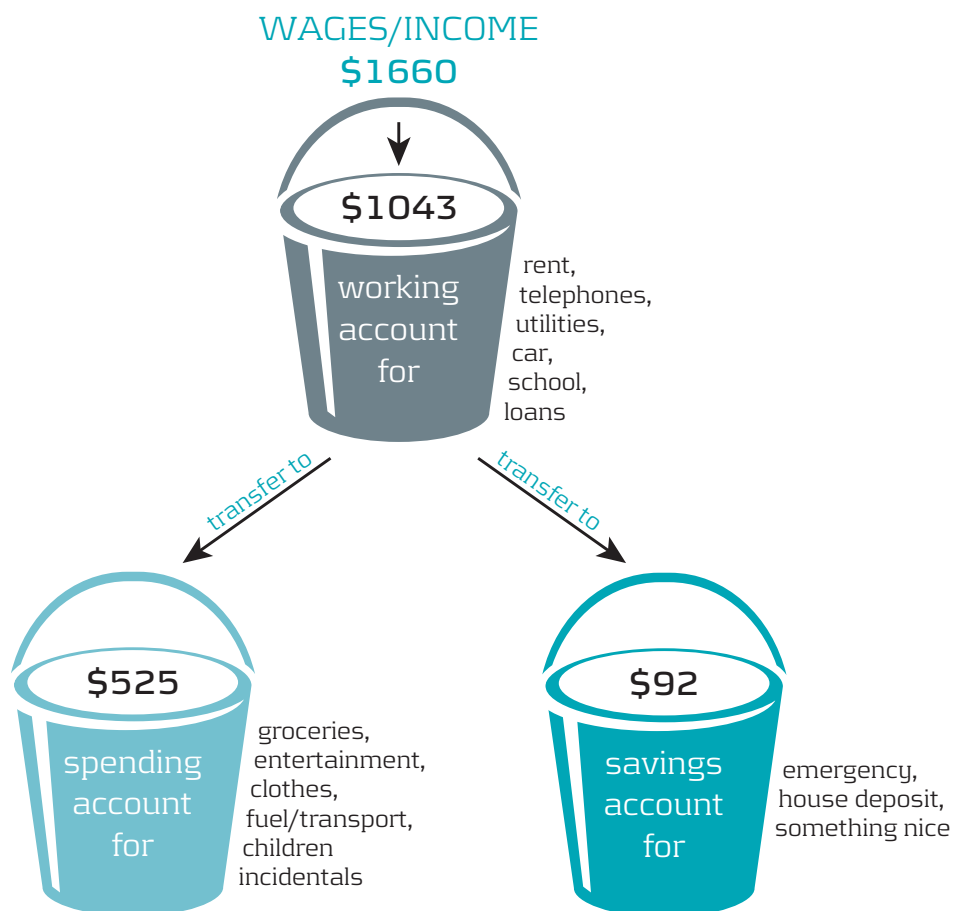 WAGES/INCOME
$1660
$1043
working
account
for
rent,
telephones,
utilities,
car,
school,
loans
transfer to
transfer to
$525
spending
account
for
groceries,
entertainment,
clothes,
fuel/transport,
children
incidentals
$92
savings
account
for
emergency,
house deposit,
something nice